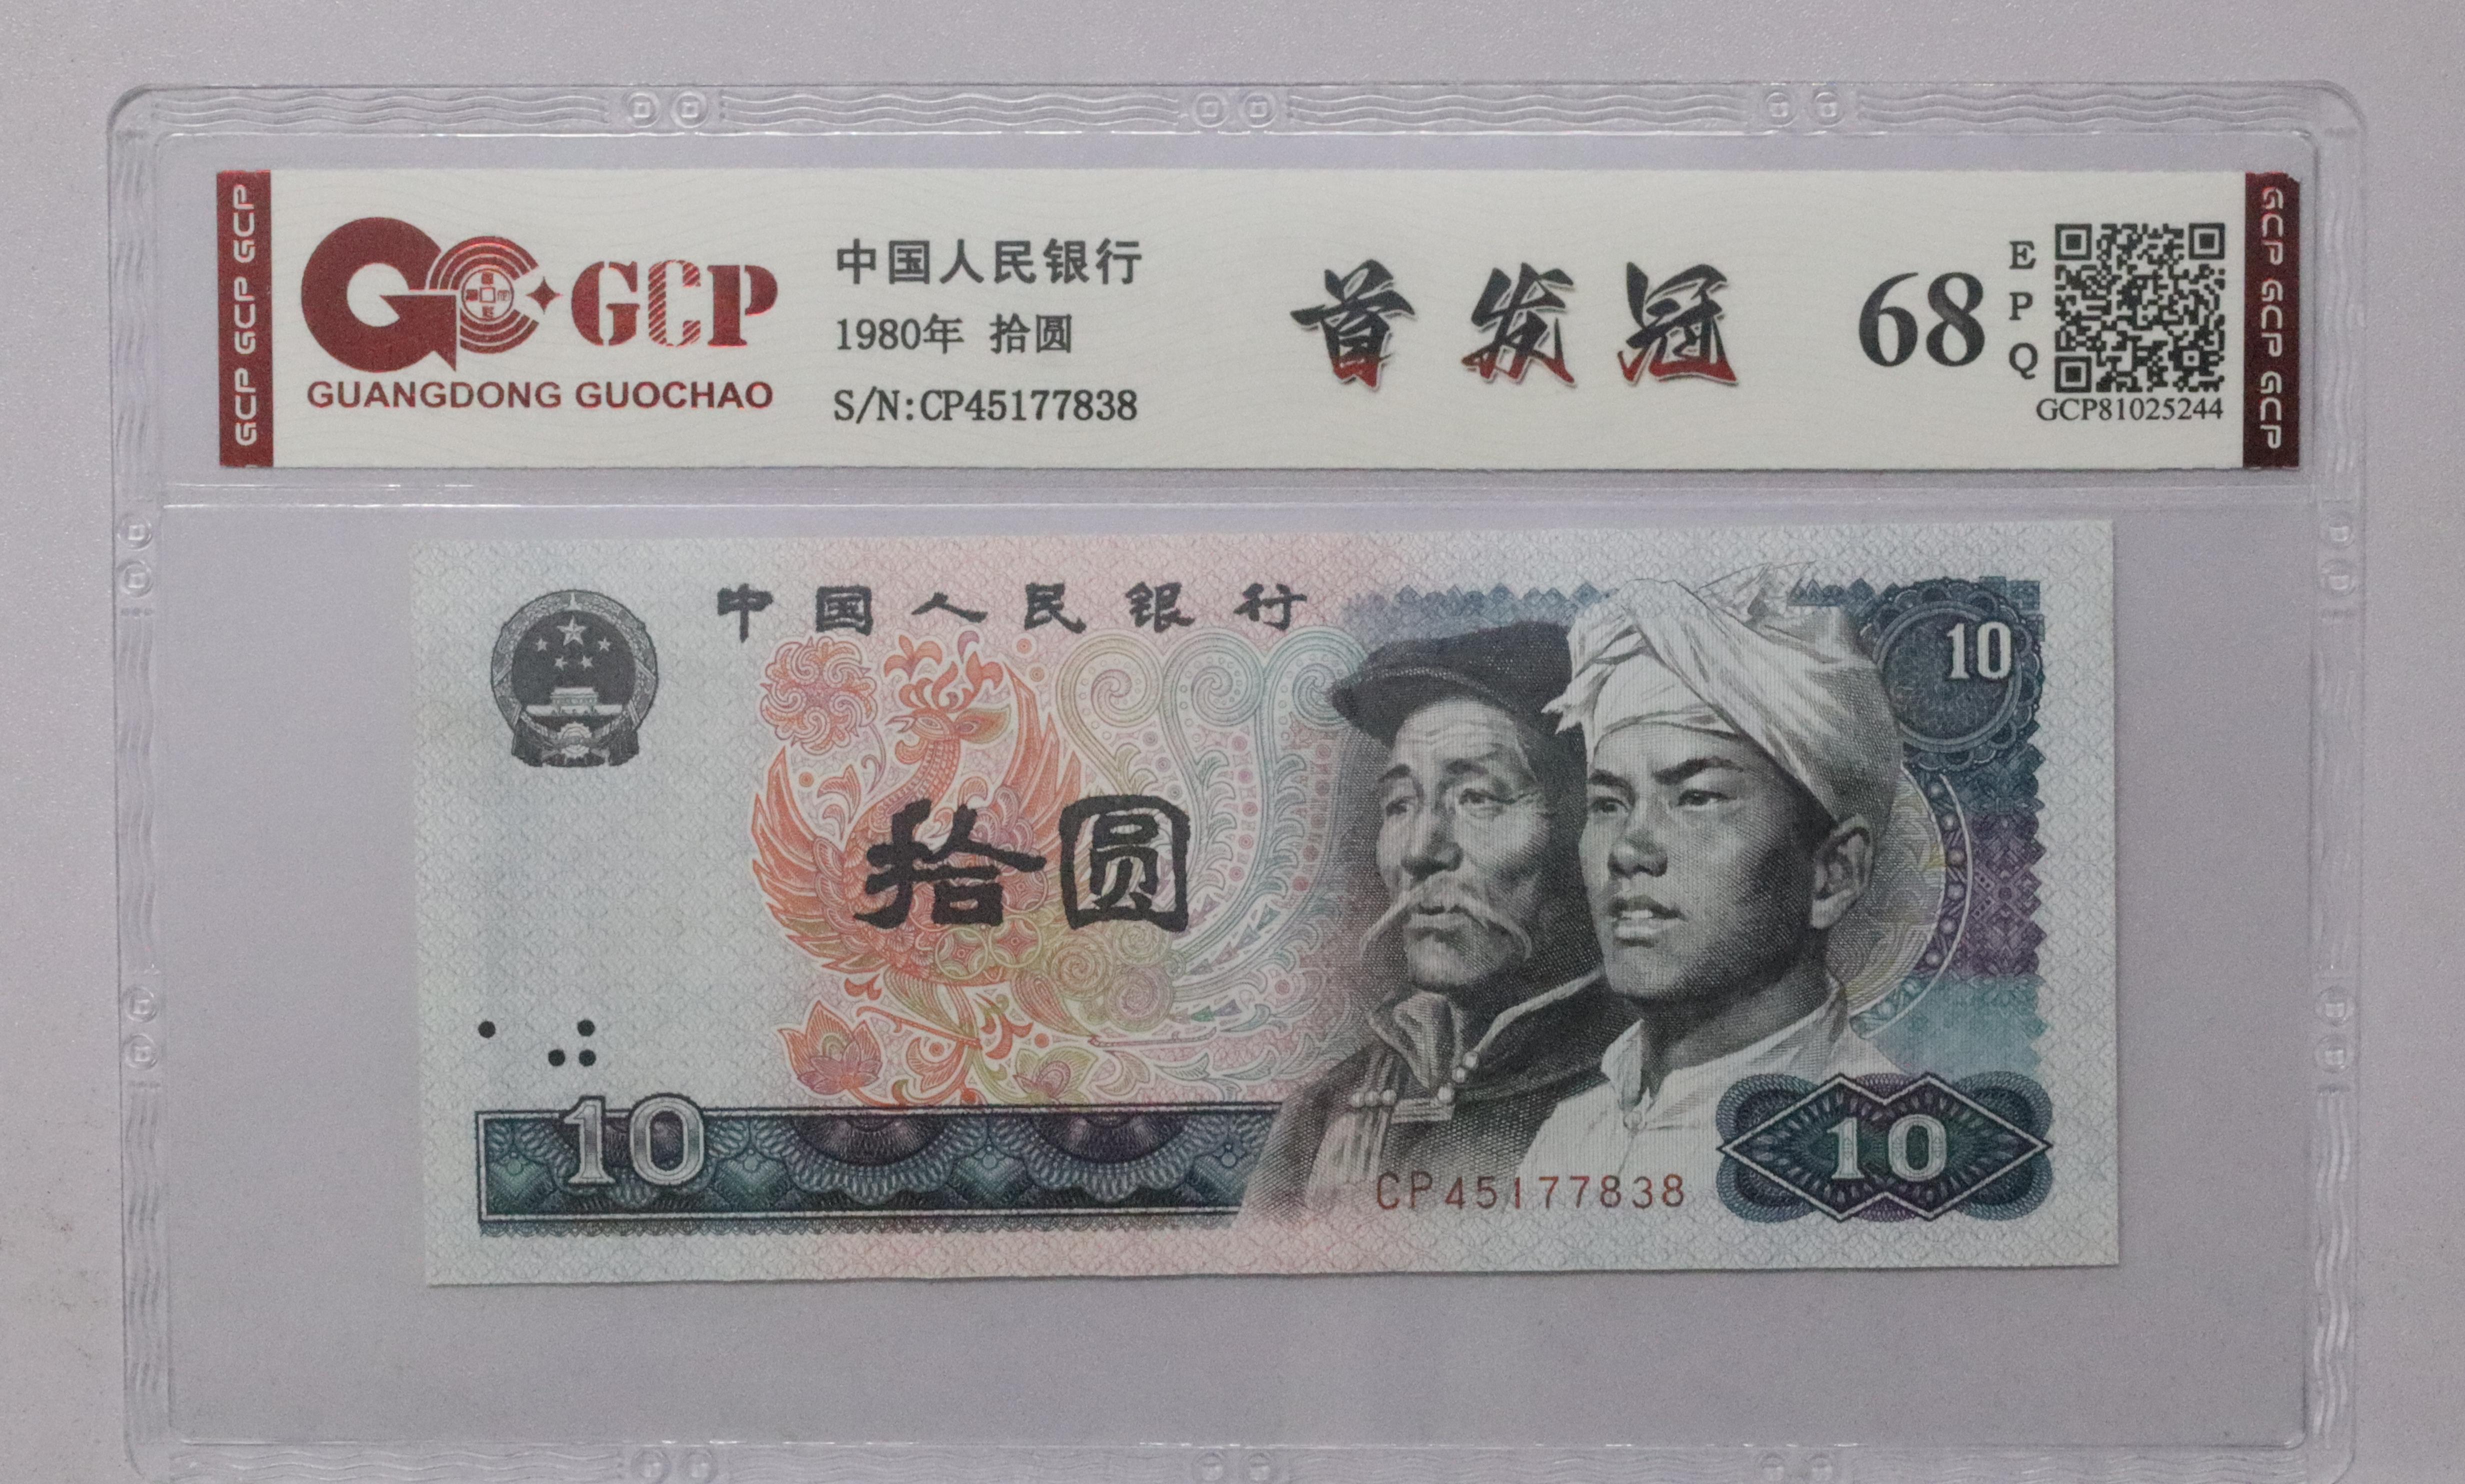 GCP GCP GCP
GCP
GUANGDONG GUOCHAO
中国人民银行
1980年 拾圆
S/N:CP45177838
首发冠
68
EPQ
GCP81025244
GCP GCP GCP
中国人民银行
10
拾圆
10
10
CP45177838